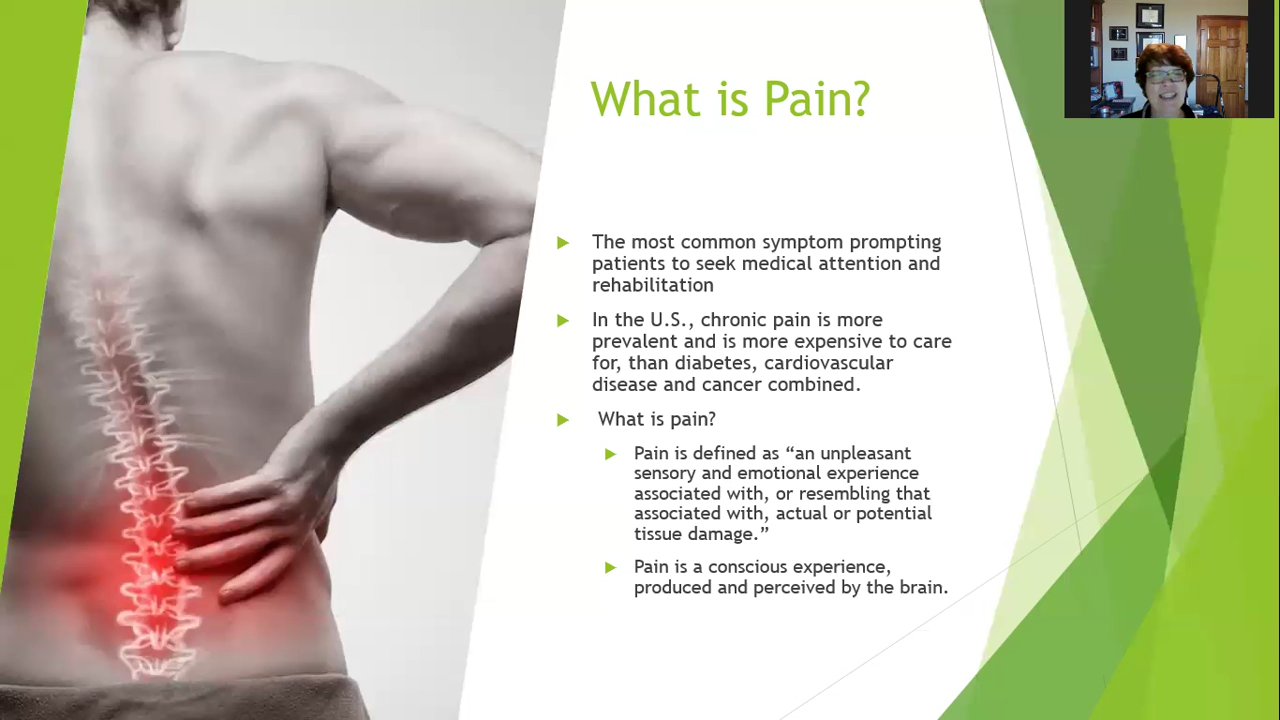 What is Pain?
The most common symptom prompting
patients to seek medical attention and
rehabilitation
In the U.S., chronic pain is more
prevalent and is more expensive to care
for, than diabetes, cardiovascular
disease and cancer combined.
What is pain?
Pain is defined as “an unpleasant
sensory and emotional experience
associated with, or resembling that
associated with, actual or potential
tissue damage.”
Pain is a conscious experience,
produced and perceived by the brain.